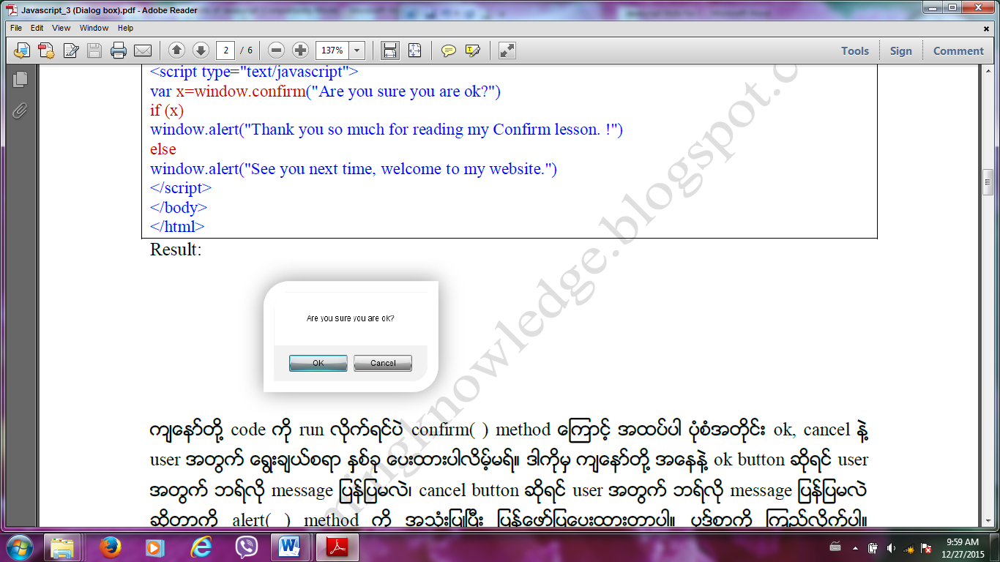 Javascript_3 (Dialog box).pdf - Adobe Reader
File Edit View Window Help
2 / 6 137% Tools Sign Comment
<script type="text/javascript">
var x=window.confirm("Are you sure you are ok?")
if (x)
window.alert("Thank you so much for reading my Confirm lesson. !")
else
window.alert("See you next time, welcome to my website.")
</script>
</body>
</html>
Result:
Are you sure you are ok?
OK Cancel
ကျနော်တို့ code ကို run လိုက်ရင်ပဲ confirm( ) method ကြောင့် အထပ်ပါ ပုံစံအတိုင်း ok, cancel နဲ့
user အတွက် ရွေးချယ်စရာ နှစ်ခု ပေးထားပါလိမ့်မရ်။ ဒါကိုမှ ကျနော်တို့ အနေနဲ့ ok button ဆိုရင် user
အတွက် ဘရ်လို message ပြန်ပြမလဲ၊ cancel button ဆိုရင် user အတွက် ဘရ်လို message ပြန်ပြမလဲ
ဆိုတာကို alert( ) method ကို အသုံးပြုပြီး ပြန်ဖော်ပြပေးထားတာပါ။ ပုဒ်စာကို ကြည့်လိုက်ပါ။
mingknowledge.blogspot.c
9:59 AM
12/27/2015